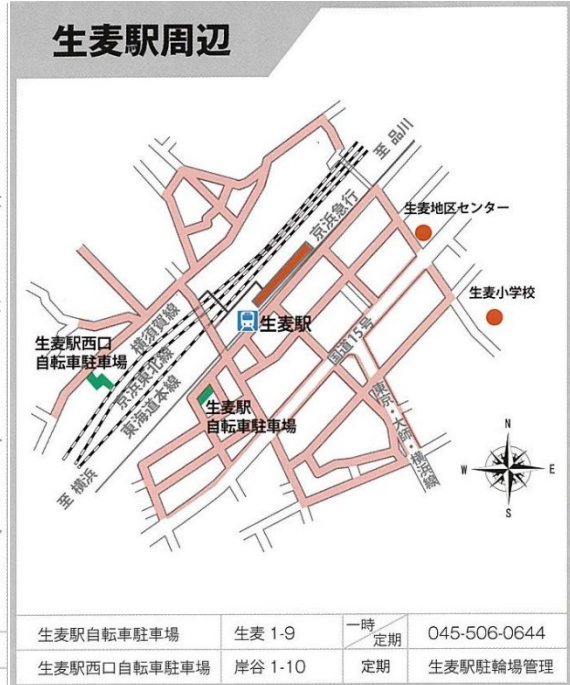 生麦駅周辺
至 品川
京浜急行
生麦地区センター
生麦小学校
横須賀線
京浜東北線
東海道本線
生麦駅
国道15号
生麦駅西口
自転車駐車場
生麦駅
自転車駐車場
東京・大師・横浜線
至 横浜
N
W
E
S
生麦駅自転車駐車場 生麦 1-9 一時/定期 045-506-0644
生麦駅西口自転車駐車場 岸谷 1-10 定期 生麦駅駐輪場管理